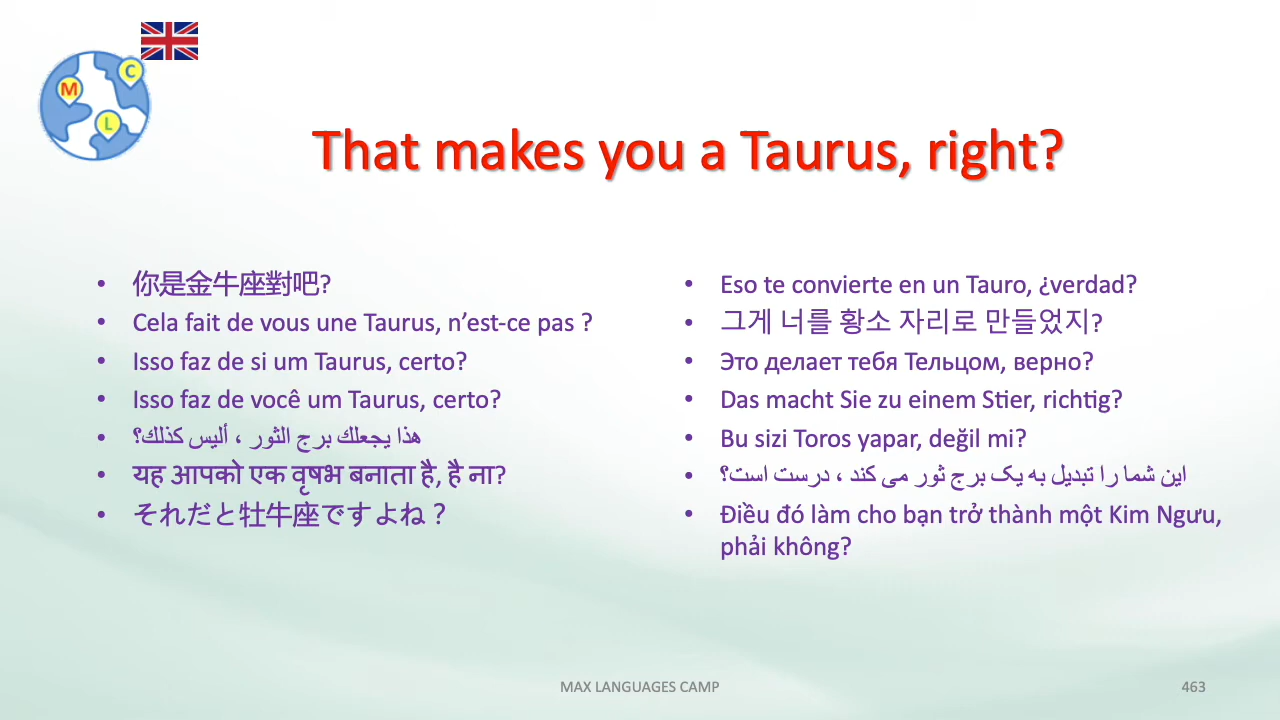 M
C
L
That makes you a Taurus, right?
• 你是金牛座對吧?
• Cela fait de vous une Taurus, n’est-ce pas ?
• Isso faz de si um Taurus, certo?
• Isso faz de você um Taurus, certo?
• هذا يجعلك برج الثور ، أليس كذلك؟
• यह आपको एक वृषभ बनाता है, है ना?
• それだと牡牛座ですよね？
• Eso te convierte en un Tauro, ¿verdad?
• 그게 너를 황소 자리로 만들었지?
• Это делает тебя Тельцом, верно?
• Das macht Sie zu einem Stier, richtig?
• Bu sizi Toros yapar, değil mi?
• این شما را تبدیل به یک برج ثور می کند ، درست است؟
• Điều đó làm cho bạn trở thành một Kim Ngưu,
phải không?
MAX LANGUAGES CAMP
463